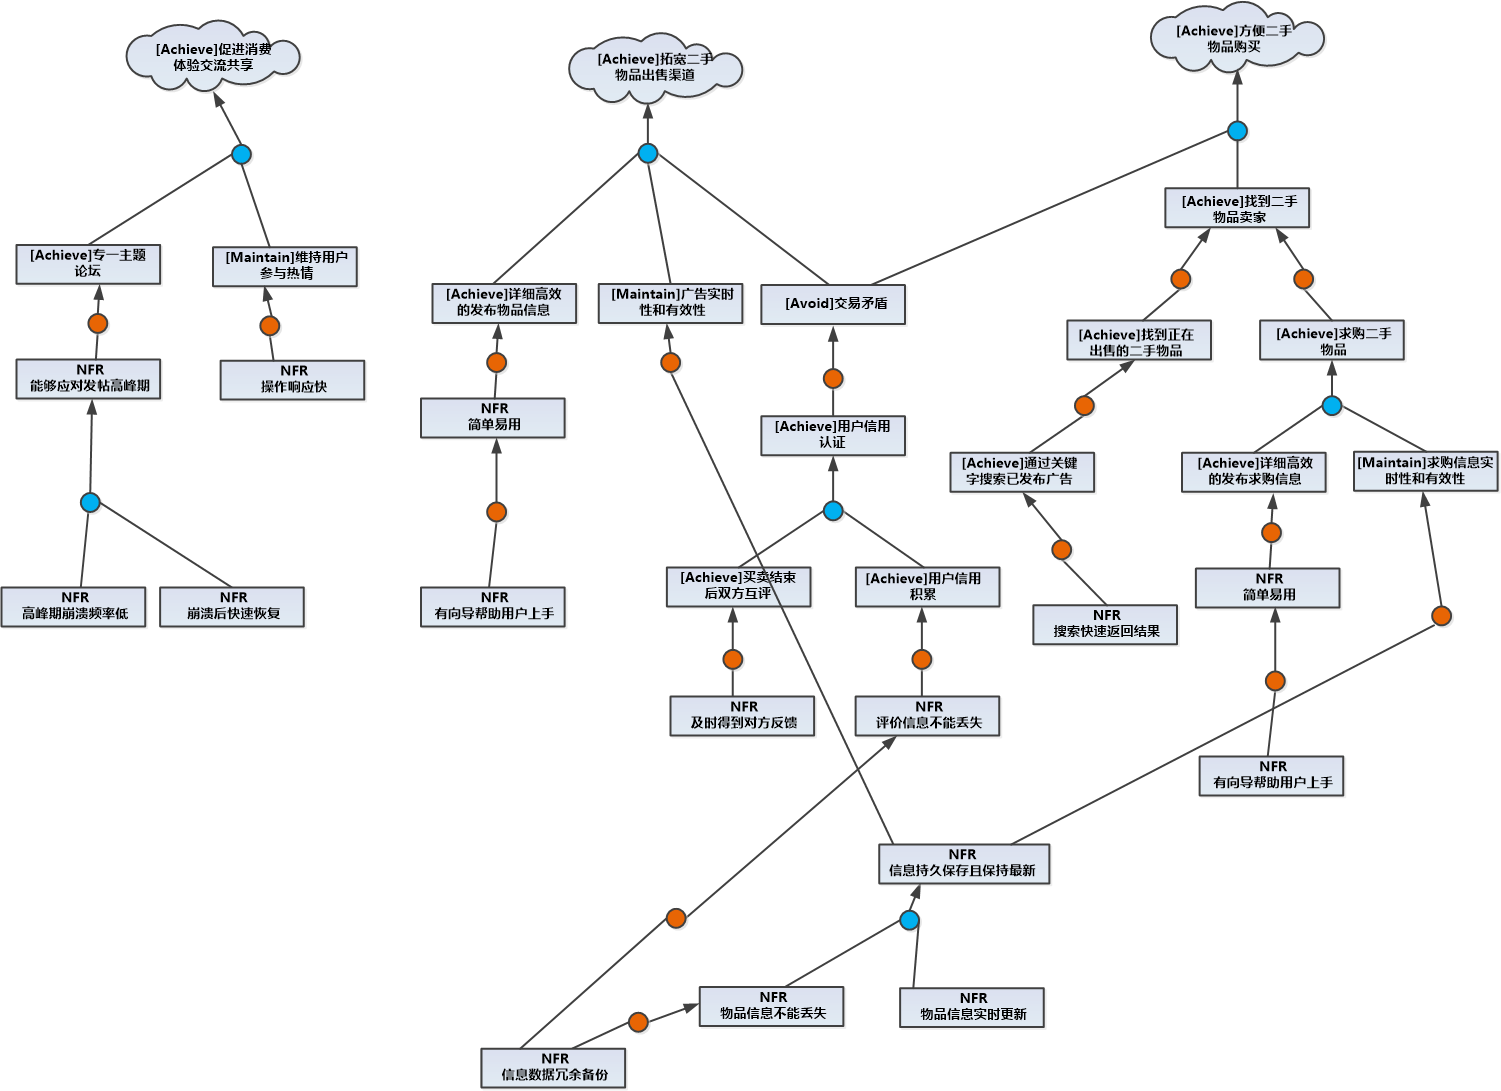 [Achieve]促进消费
体验交流共享
[Achieve]拓宽二手
物品出售渠道
[Achieve]方便二手
物品购买
[Achieve]找到二手
物品卖家
[Achieve]专一主题
论坛
[Maintain]维持用户
参与热情
[Achieve]详细高效
的发布物品信息
[Maintain]广告实时
性和有效性
[Avoid]交易矛盾
[Achieve]找到正在
出售的二手物品
[Achieve]求购二手
物品
NFR
能够应对发帖高峰期
NFR
操作响应快
NFR
简单易用
[Achieve]用户信用
认证
[Achieve]通过关键
字搜索已发布广告
[Achieve]详细高效
的发布求购信息
[Maintain]求购信息实
时性和有效性
NFR
高峰期崩溃频率低
NFR
崩溃后快速恢复
NFR
有向导帮助用户上手
[Achieve]买卖结束
后双方互评
[Achieve]用户信用
积累
NFR
搜索快速返回结果
NFR
简单易用
NFR
及时得到对方反馈
NFR
评价信息不能丢失
NFR
有向导帮助用户上手
NFR
信息持久保存且保持最新
NFR
物品信息不能丢失
NFR
物品信息实时更新
NFR
信息数据冗余备份